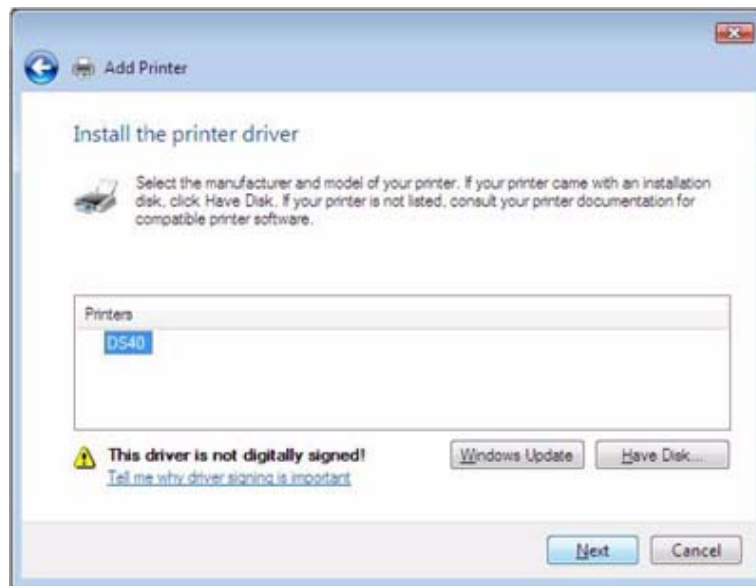 Add Printer
Install the printer driver
Select the manufacturer and model of your printer. If your printer came with an installation
disk, click Have Disk. If your printer is not listed, consult your printer documentation for
compatible printer software.
Printers
DS40
This driver is not digitally signed!
Tell me why driver signing is important
Windows Update
Have Disk...
Next
Cancel